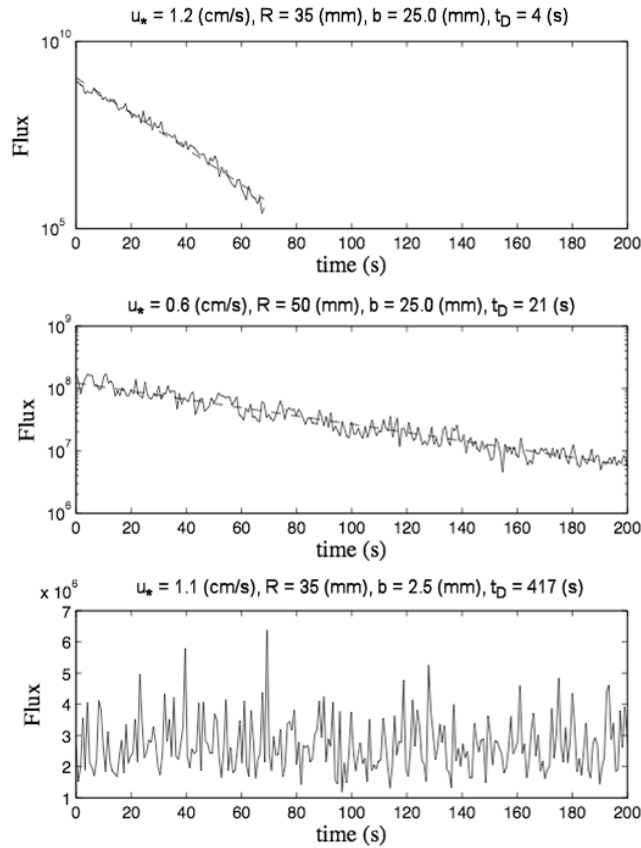 u* = 1.2 (cm/s), R = 35 (mm), b = 25.0 (mm), tD = 4 (s)
10^10
Flux
10^5
0 20 40 60 80 100 120 140 160 180 200
time (s)
u* = 0.6 (cm/s), R = 50 (mm), b = 25.0 (mm), tD = 21 (s)
10^9
10^8
Flux
10^7
10^6
0 20 40 60 80 100 120 140 160 180 200
time (s)
u* = 1.1 (cm/s), R = 35 (mm), b = 2.5 (mm), tD = 417 (s)
x 10^6
7
6
5
Flux
4
3
2
1
0 20 40 60 80 100 120 140 160 180 200
time (s)